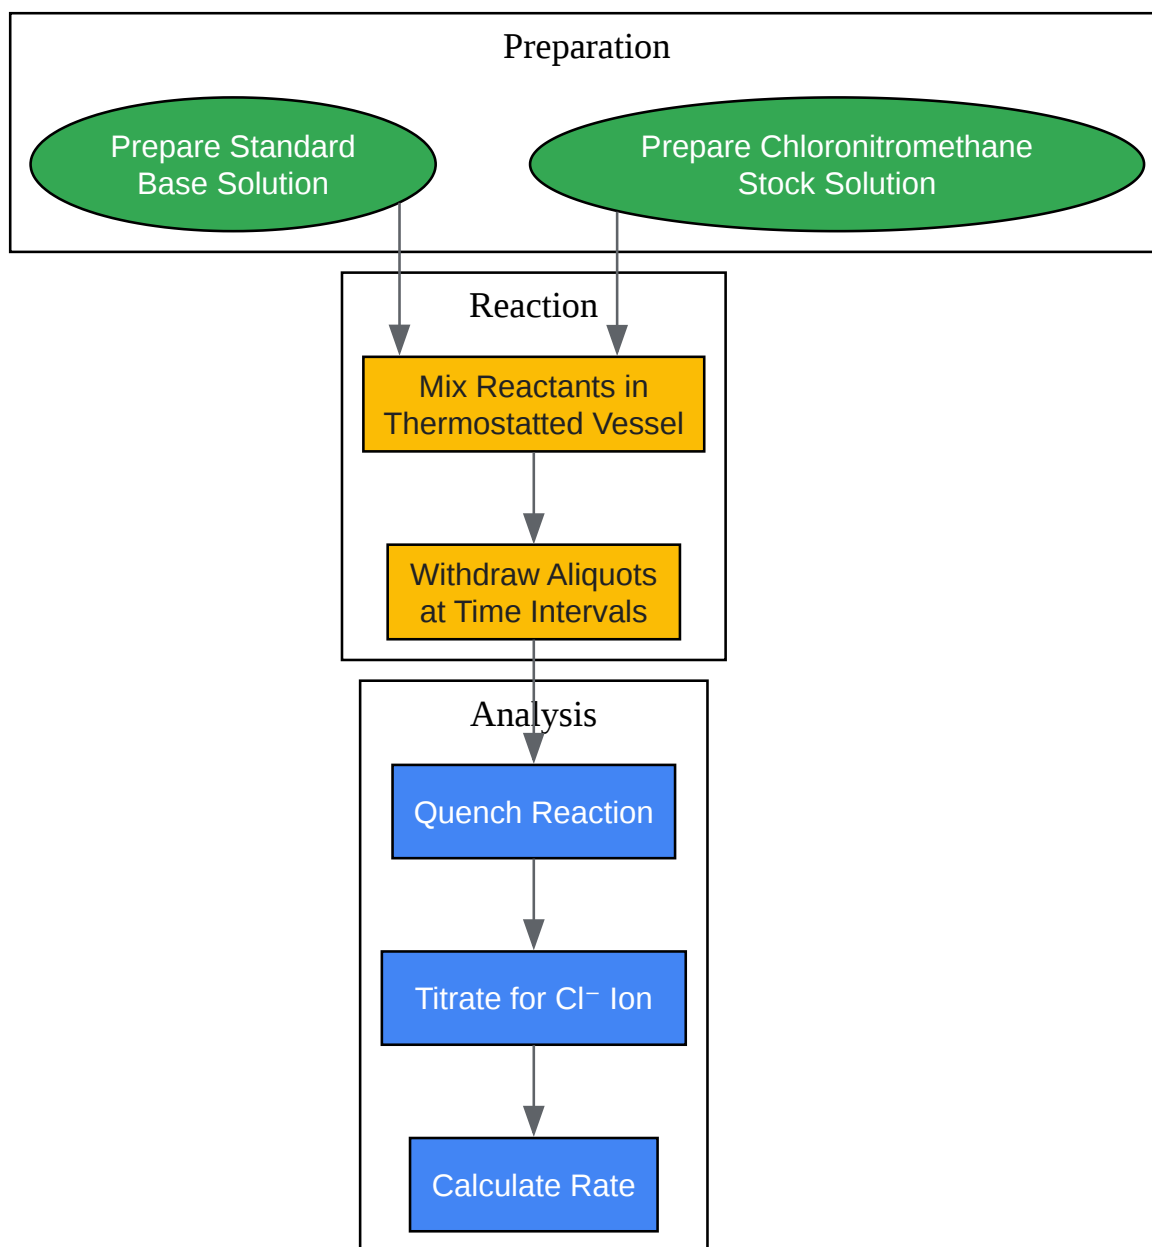 Preparation
Prepare Standard
Base Solution
Prepare Chloronitromethane
Stock Solution
Reaction
Mix Reactants in
Thermostatted Vessel
Withdraw Aliquots
at Time Intervals
Analysis
Quench Reaction
Titrate for Cl⁻ Ion
Calculate Rate